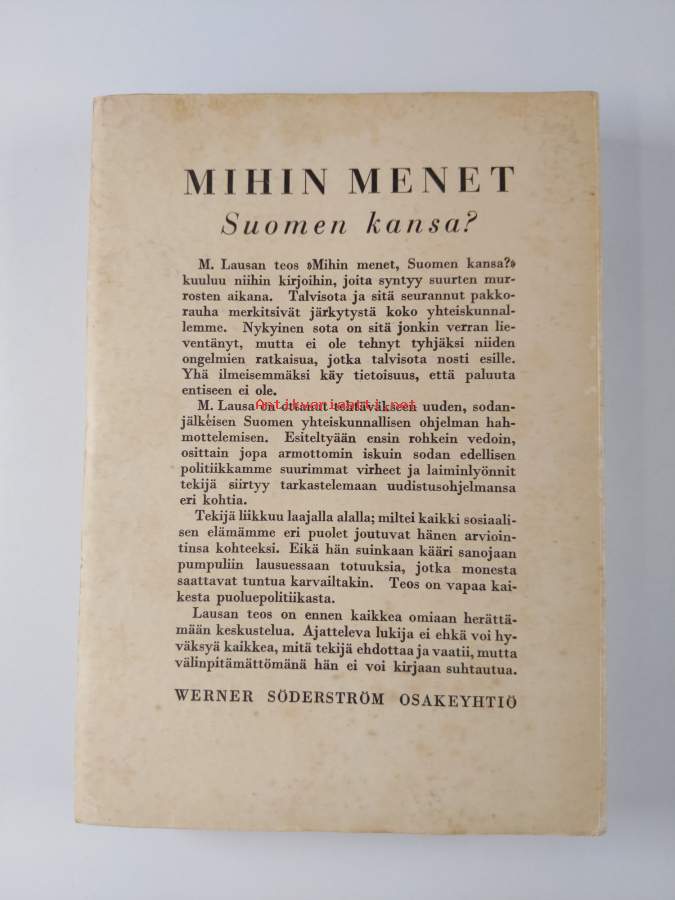 MIHIN MENET
Suomen kansa?
M. Lausan teos »Mihin menet, Suomen kansa?»
kuuluu niihin kirjoihin, joita syntyy suurten mur-
rosten aikana. Talvisota ja sitä seurannut pakko-
rauha merkitsivät järkytystä koko yhteiskunnal-
lemme. Nykyinen sota on sitä jonkin verran lie-
ventänyt, mutta ei ole tehnyt tyhjäksi niiden
ongelmien ratkaisua, jotka talvisota nosti esille.
Yhä ilmeisemmäksi käy tietoisuus, että paluuta
entiseen ei ole.
Antikvariaatti.net
M. Lausa on ottanut tehtäväkseen uuden, sodan-
jälkeisen Suomen yhteiskunnallisen ohjelman hah-
mottelemisen. Esiteltyään ensin rohkein vedoin,
osittain jopa armottomin iskuin sodan edellisen
politiikkamme suurimmat virheet ja laiminlyönnit
tekijä siirtyy tarkastelemaan uudistusohjelmansa
eri kohtia.
Tekijä liikkuu laajalla alalla; miltei kaikki sosiaali-
sen elämämme eri puolet joutuvat hänen arvioin-
tinsa kohteeksi. Eikä hän suinkaan kääri sanojaan
pumpuliin lausuessaan totuuksia, jotka monesta
saattavat tuntua karvailtakin. Teos on vapaa kai-
kesta puoluepolitiikasta.
Lausan teos on ennen kaikkea omiaan herättä-
mään keskustelua. Ajatteleva lukija ei ehkä voi hy-
väksyä kaikkea, mitä tekijä ehdottaa ja vaatii, mutta
välinpitämättömänä hän ei voi kirjaan suhtautua.
WERNER SÖDERSTRÖM OSAKEYHTIÖ